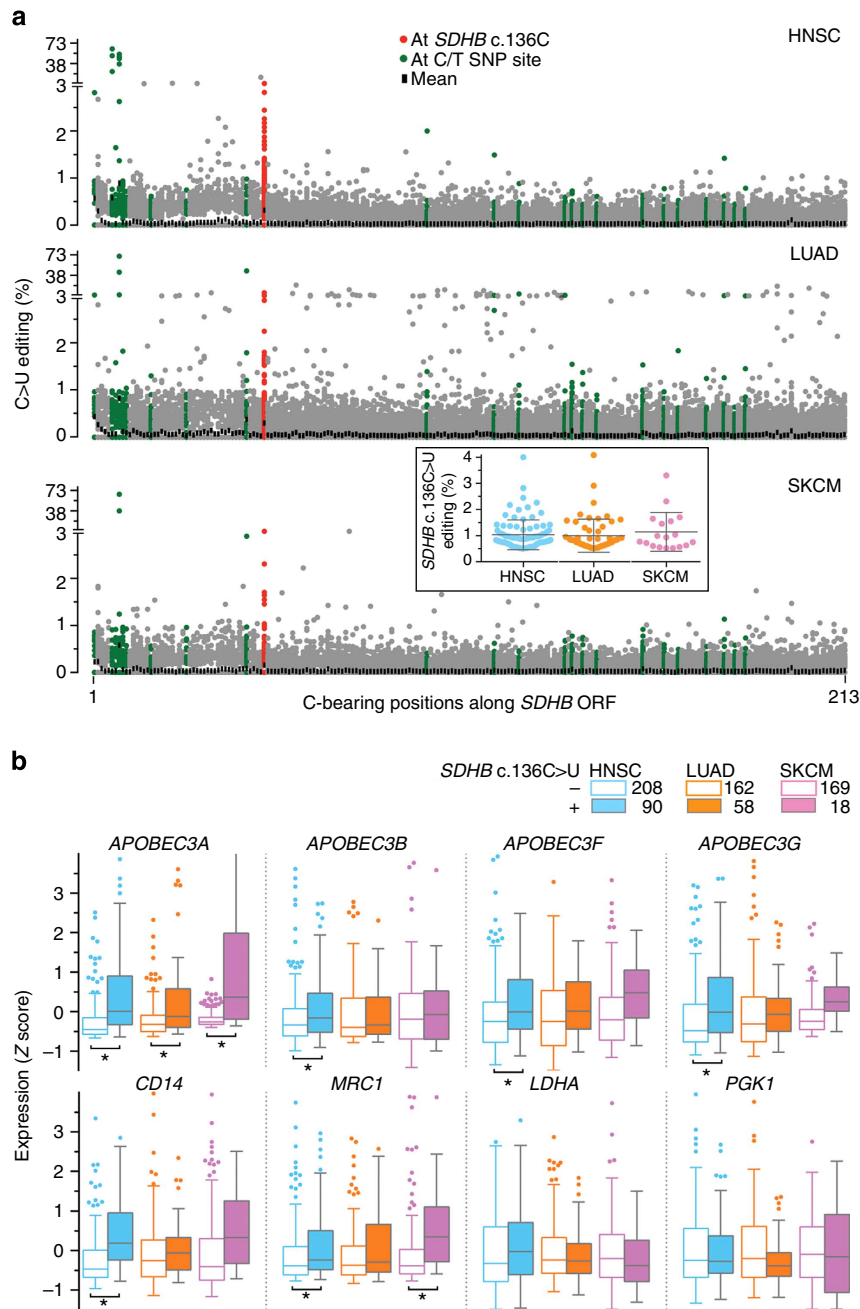 a
HNSC
At SDHB c.136C
At C/T SNP site
Mean
73
56
38
3
2
1
0
LUAD
C>U editing (%)
73
38
3
2
1
0
SKCM
73
38
3
2
1
0
SDHB c.136C>U
editing (%)
4
3
2
1
0
HNSC LUAD SKCM
1 213
C-bearing positions along SDHB ORF
b
SDHB c.136C>U HNSC LUAD SKCM
– 208 162 169
+ 90 58 18
APOBEC3A APOBEC3B APOBEC3F APOBEC3G
Expression (Z score)
3
2
1
0
–1
* * * * * *
CD14 MRC1 LDHA PGK1
3
2
1
0
–1
* * *